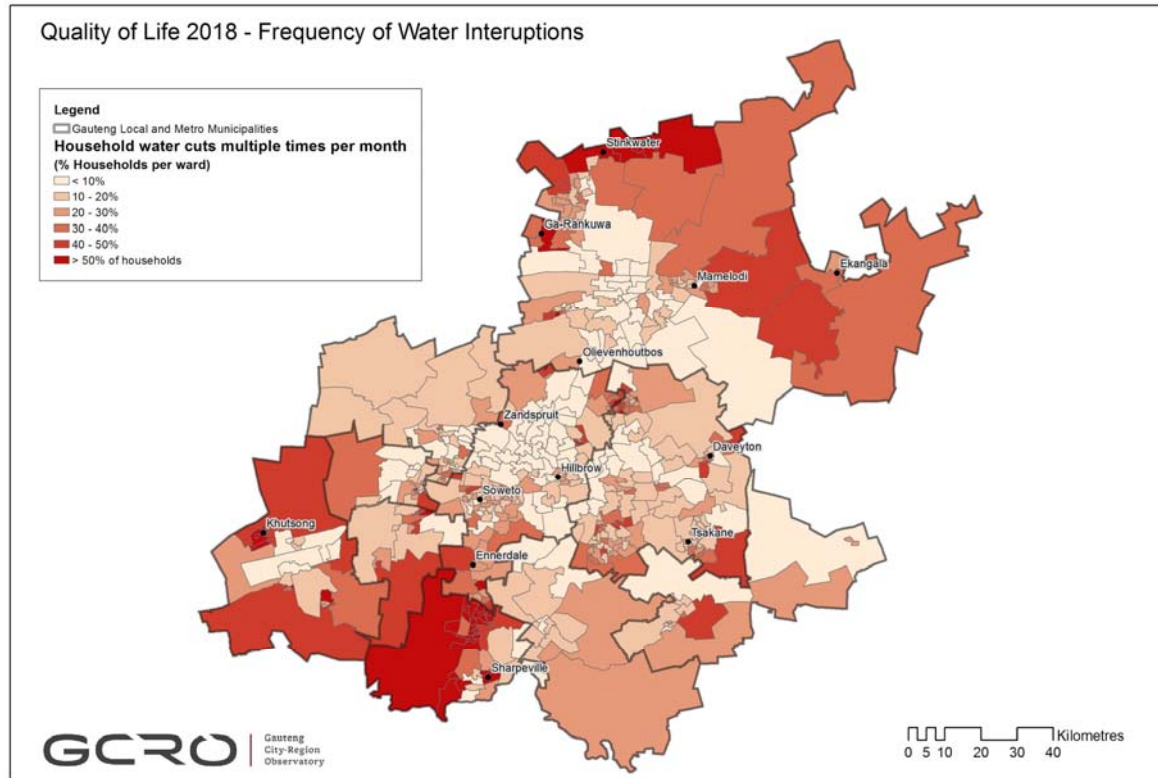 Quality of Life 2018 - Frequency of Water Interuptions
Legend
Gauteng Local and Metro Municipalities
Household water cuts multiple times per month
(% Households per ward)
< 10%
10 - 20%
20 - 30%
30 - 40%
40 - 50%
> 50% of households
Stinkwater
Ga-Rankuwa
Mamelodi
Ekangala
Olievenhoutbos
Zandspruit
Daveyton
Hillbrow
Soweto
Khutsong
Tsakane
Ennerdale
Sharpeville
GCRO
Gauteng
City-Region
Observatory
Kilometres
0 5 10 20 30 40